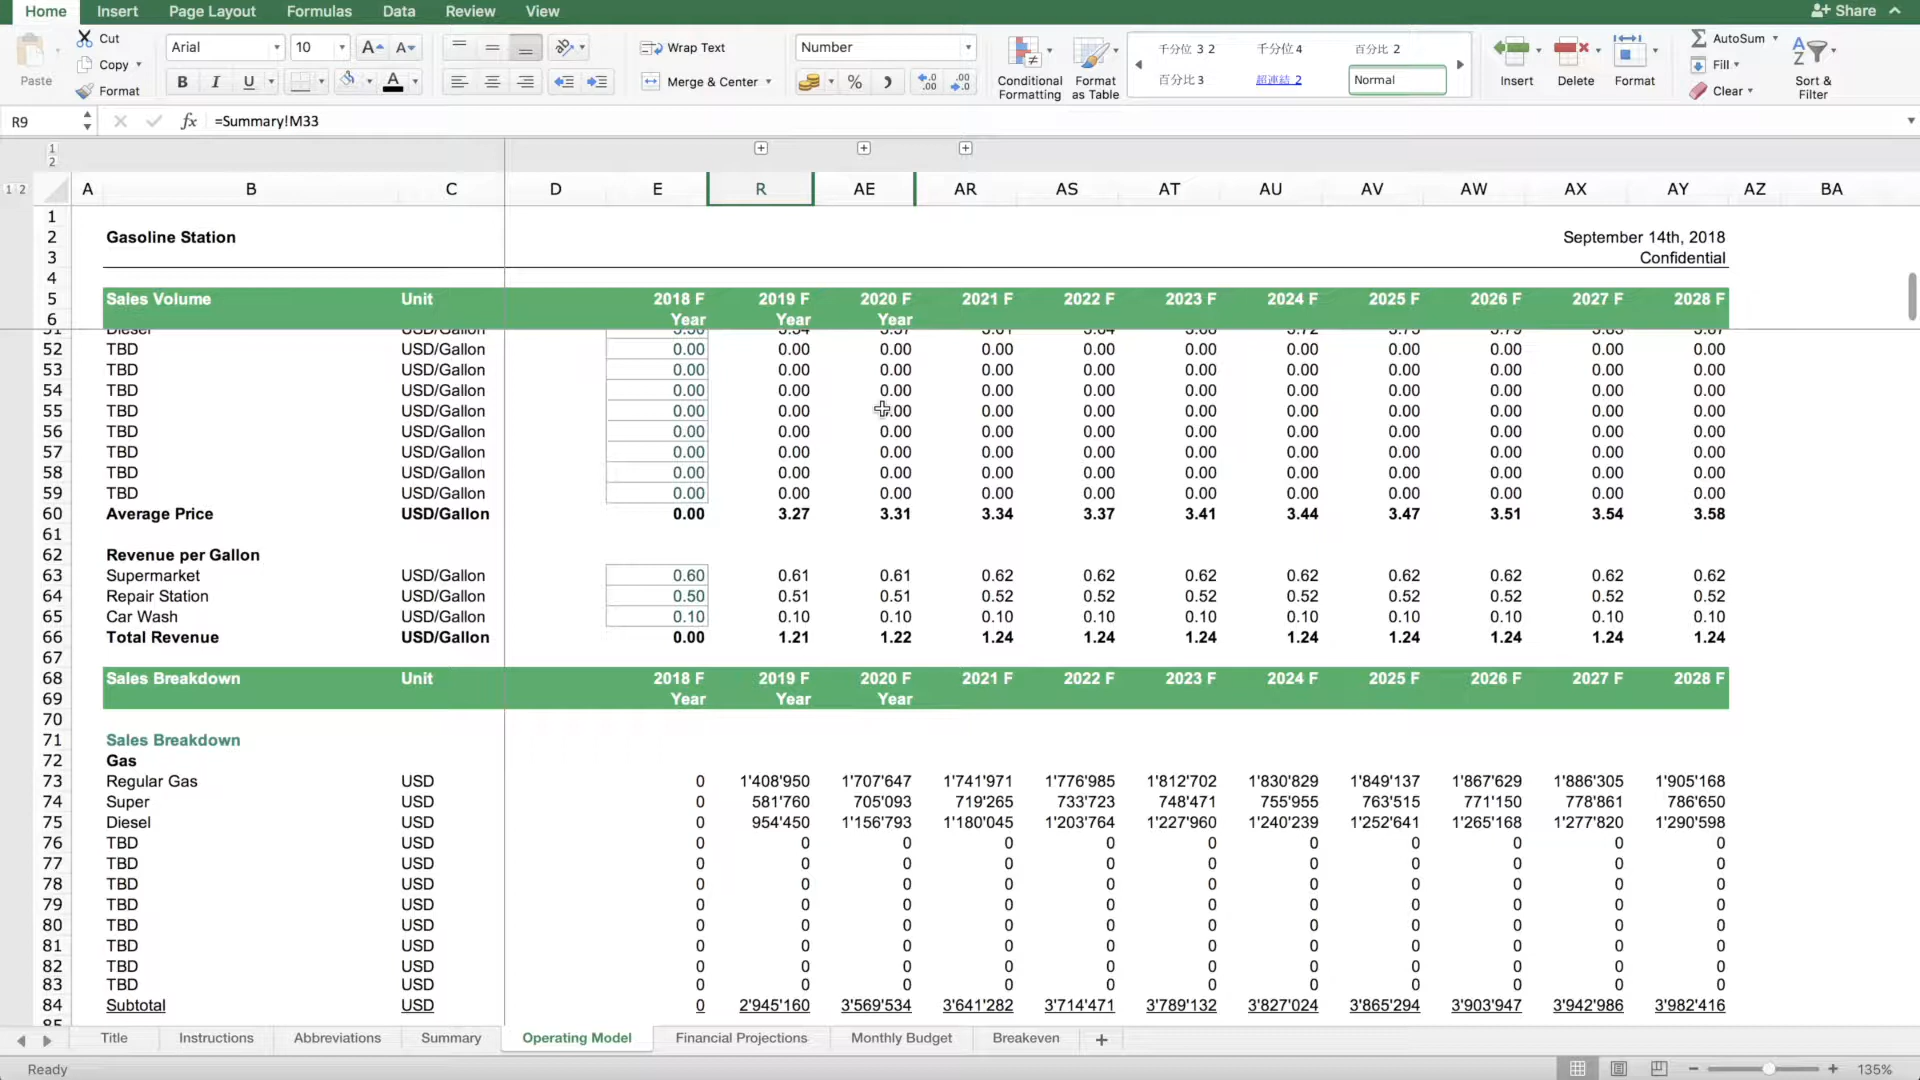 Home Insert Page Layout Formulas Data Review View Share
Cut Arial 10 Wrap Text Number 千分位 3 2 千分位 4 百分比 2 AutoSum
Copy Fill
Paste Format B I U A Merge & Center % Conditional Formatting Format as Table 百分比 3 超連結 2 Normal Insert Delete Format Clear Sort & Filter
R9 fx =Summary!M33
1
2
1 2 A B C D E R AE AR AS AT AU AV AW AX AY AZ BA
1
2 Gasoline Station September 14th, 2018
3 Confidential
4
5 Sales Volume Unit 2018 F 2019 F 2020 F 2021 F 2022 F 2023 F 2024 F 2025 F 2026 F 2027 F 2028 F
6 Year Year Year
52 TBD USD/Gallon 0.00 0.00 0.00 0.00 0.00 0.00 0.00 0.00 0.00 0.00 0.00
53 TBD USD/Gallon 0.00 0.00 0.00 0.00 0.00 0.00 0.00 0.00 0.00 0.00 0.00
54 TBD USD/Gallon 0.00 0.00 0.00 0.00 0.00 0.00 0.00 0.00 0.00 0.00 0.00
55 TBD USD/Gallon 0.00 0.00 0.00 0.00 0.00 0.00 0.00 0.00 0.00 0.00
56 TBD USD/Gallon 0.00 0.00 0.00 0.00 0.00 0.00 0.00 0.00 0.00 0.00 0.00
57 TBD USD/Gallon 0.00 0.00 0.00 0.00 0.00 0.00 0.00 0.00 0.00 0.00 0.00
58 TBD USD/Gallon 0.00 0.00 0.00 0.00 0.00 0.00 0.00 0.00 0.00 0.00 0.00
59 TBD USD/Gallon 0.00 0.00 0.00 0.00 0.00 0.00 0.00 0.00 0.00 0.00 0.00
60 Average Price USD/Gallon 0.00 3.27 3.31 3.34 3.37 3.41 3.44 3.47 3.51 3.54 3.58
61
62 Revenue per Gallon
63 Supermarket USD/Gallon 0.60 0.61 0.61 0.62 0.62 0.62 0.62 0.62 0.62 0.62 0.62
64 Repair Station USD/Gallon 0.50 0.51 0.51 0.52 0.52 0.52 0.52 0.52 0.52 0.52 0.52
65 Car Wash USD/Gallon 0.10 0.10 0.10 0.10 0.10 0.10 0.10 0.10 0.10 0.10 0.10
66 Total Revenue USD/Gallon 0.00 1.21 1.22 1.24 1.24 1.24 1.24 1.24 1.24 1.24 1.24
67
68 Sales Breakdown Unit 2018 F 2019 F 2020 F 2021 F 2022 F 2023 F 2024 F 2025 F 2026 F 2027 F 2028 F
69 Year Year Year
70
71 Sales Breakdown
72 Gas
73 Regular Gas USD 0 1'408'950 1'707'647 1'741'971 1'776'985 1'812'702 1'830'829 1'849'137 1'867'629 1'886'305 1'905'168
74 Super USD 0 581'760 705'093 719'265 733'723 748'471 755'955 763'515 771'150 778'861 786'650
75 Diesel USD 0 954'450 1'156'793 1'180'045 1'203'764 1'227'960 1'240'239 1'252'641 1'265'168 1'277'820 1'290'598
76 TBD USD 0 0 0 0 0 0 0 0 0 0 0
77 TBD USD 0 0 0 0 0 0 0 0 0 0 0
78 TBD USD 0 0 0 0 0 0 0 0 0 0 0
79 TBD USD 0 0 0 0 0 0 0 0 0 0 0
80 TBD USD 0 0 0 0 0 0 0 0 0 0 0
81 TBD USD 0 0 0 0 0 0 0 0 0 0 0
82 TBD USD 0 0 0 0 0 0 0 0 0 0 0
83 TBD USD 0 0 0 0 0 0 0 0 0 0 0
84 Subtotal USD 0 2'945'160 3'569'534 3'641'282 3'714'471 3'789'132 3'827'024 3'865'294 3'903'947 3'942'986 3'982'416
Title Instructions Abbreviations Summary Operating Model Financial Projections Monthly Budget Breakeven
Ready 135%